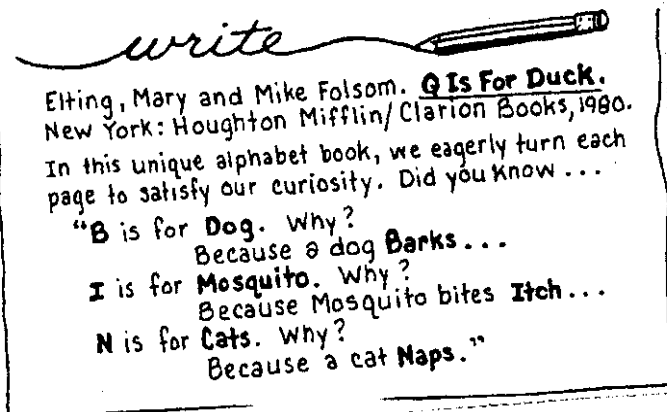 write
Elting, Mary and Mike Folsom. Q Is For Duck.
New York: Houghton Mifflin/Clarion Books, 1980.
In this unique alphabet book, we eagerly turn each
page to satisfy our curiosity. Did you know ...
"B is for Dog. Why?
Because a dog Barks...
I is for Mosquito. Why?
Because Mosquito bites Itch...
N is for Cats. Why?
Because a cat Naps."